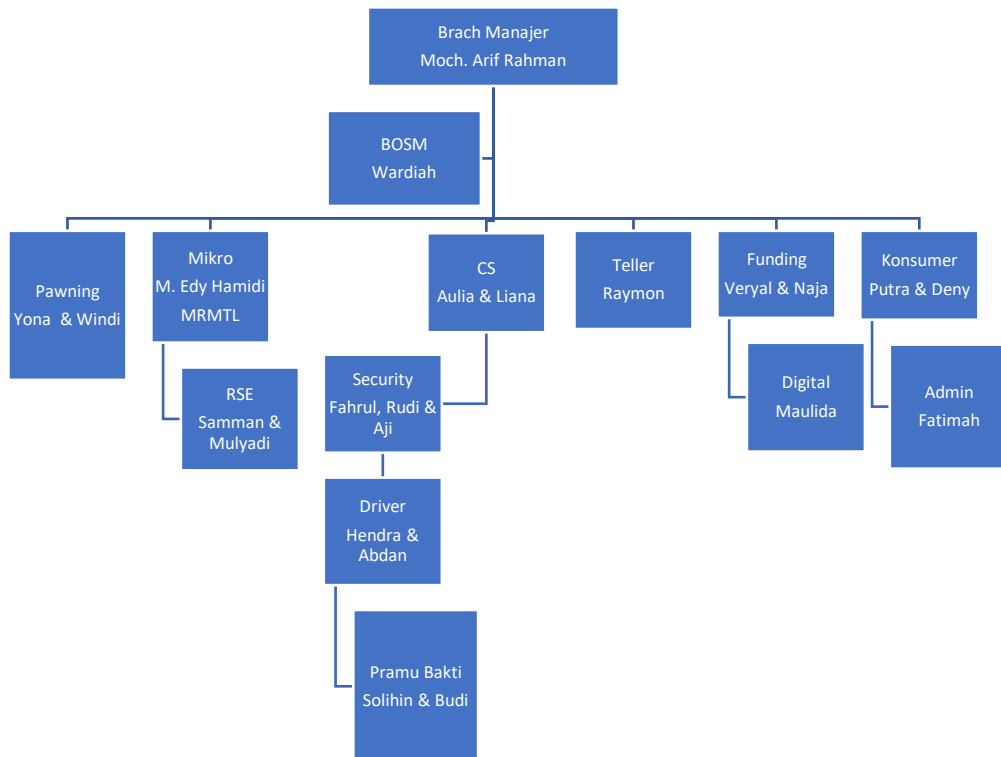 Brach Manajer
Moch. Arif Rahman
BOSM
Wardiah
Pawning
Yona & Windi
Mikro
M. Edy Hamidi
MRMTL
CS
Aulia & Liana
Teller
Raymon
Funding
Veryal & Naja
Konsumer
Putra & Deny
RSE
Samman &
Mulyadi
Security
Fahrul, Rudi &
Aji
Digital
Maulida
Admin
Fatimah
Driver
Hendra &
Abdan
Pramu Bakti
Solihin & Budi